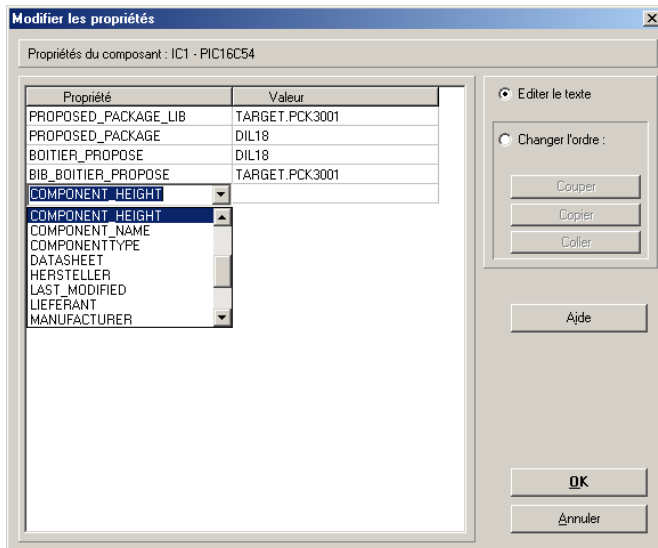 Modifier les propriétés
Propriétés du composant : IC1 - PIC16C54
Propriété Valeur
PROPOSED_PACKAGE_LIB TARGET.PCK3001
PROPOSED_PACKAGE DIL18
BOITIER_PROPOSE DIL18
BIB_BOITIER_PROPOSE TARGET.PCK3001
COMPONENT_HEIGHT
COMPONENT_HEIGHT
COMPONENT_NAME
COMPONENTTYPE
DATASHEET
HERSTELLER
LAST_MODIFIED
LIEFERANT
MANUFACTURER
Editer le texte
Changer l'ordre :
Couper
Copier
Coller
Ajde
OK
Annuler